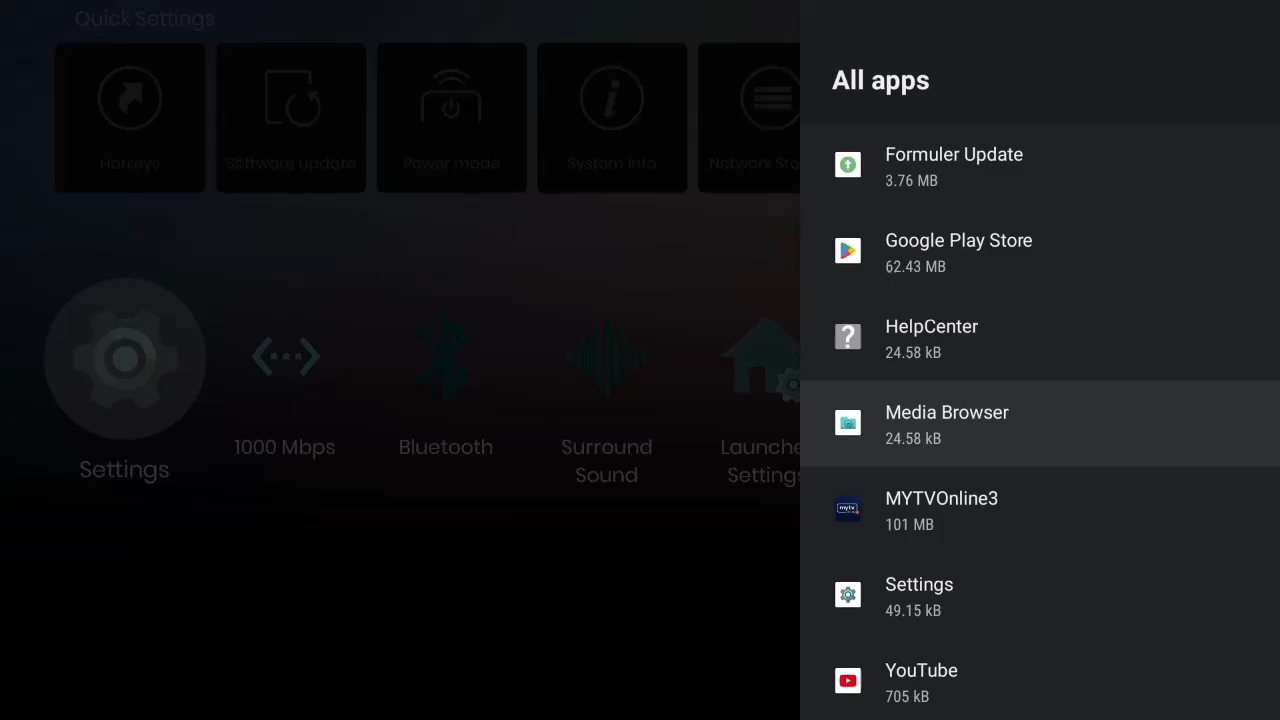 Quick Settings
Hotkeys
Software update
Power mode
System info
Network Sto
Settings
1000 Mbps
Bluetooth
Surround
Sound
Launche
Settings
All apps
Formuler Update
3.76 MB
Google Play Store
62.43 MB
HelpCenter
24.58 kB
Media Browser
24.58 kB
mytv
MYTVOnline3
101 MB
Settings
49.15 kB
YouTube
705 kB